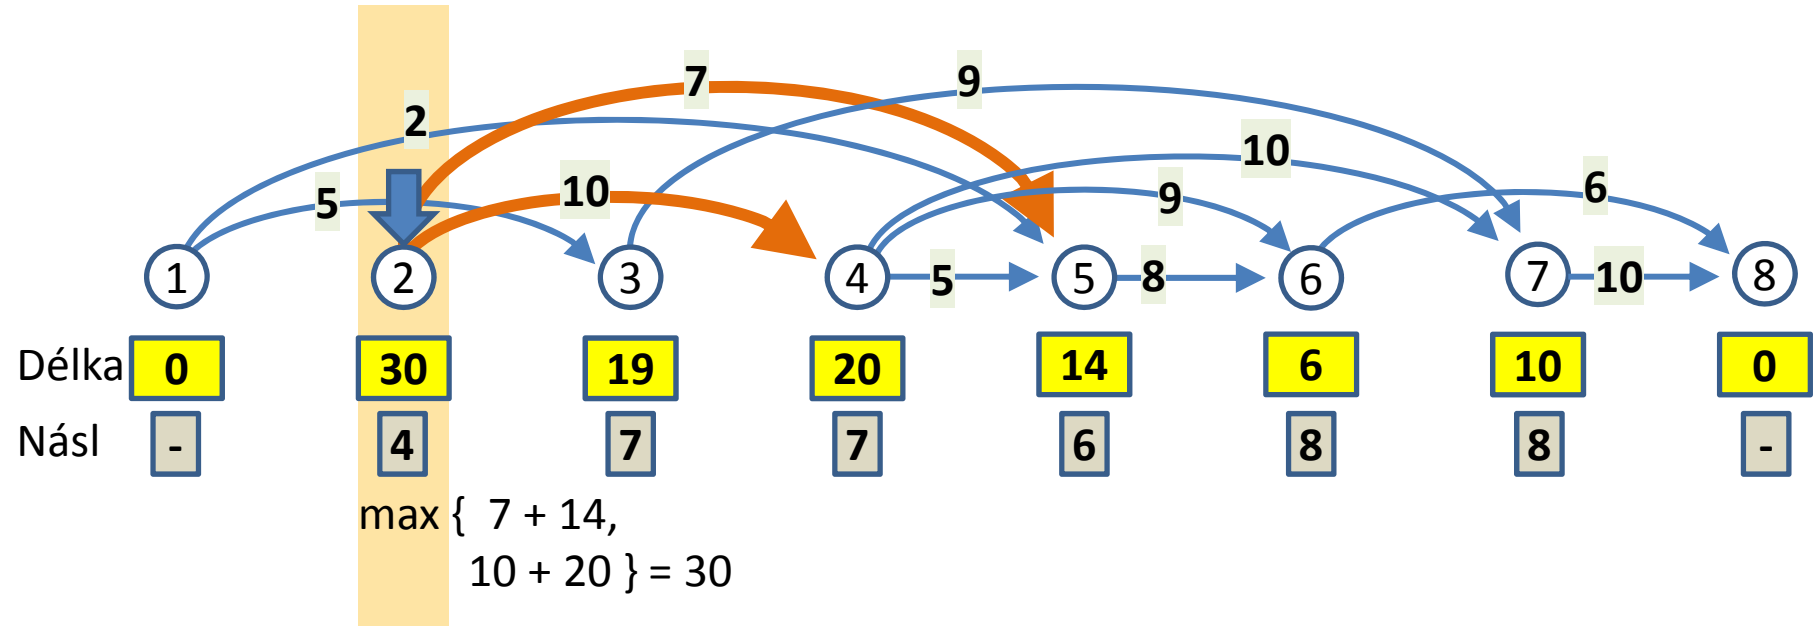 7 9
2
10
5 10 9 6
1 2 3 4 5 5 8 6 7 10 8
Délka 0 30 19 20 14 6 10 0
Násl - 4 7 7 6 8 8 -
max { 7 + 14,
10 + 20 } = 30